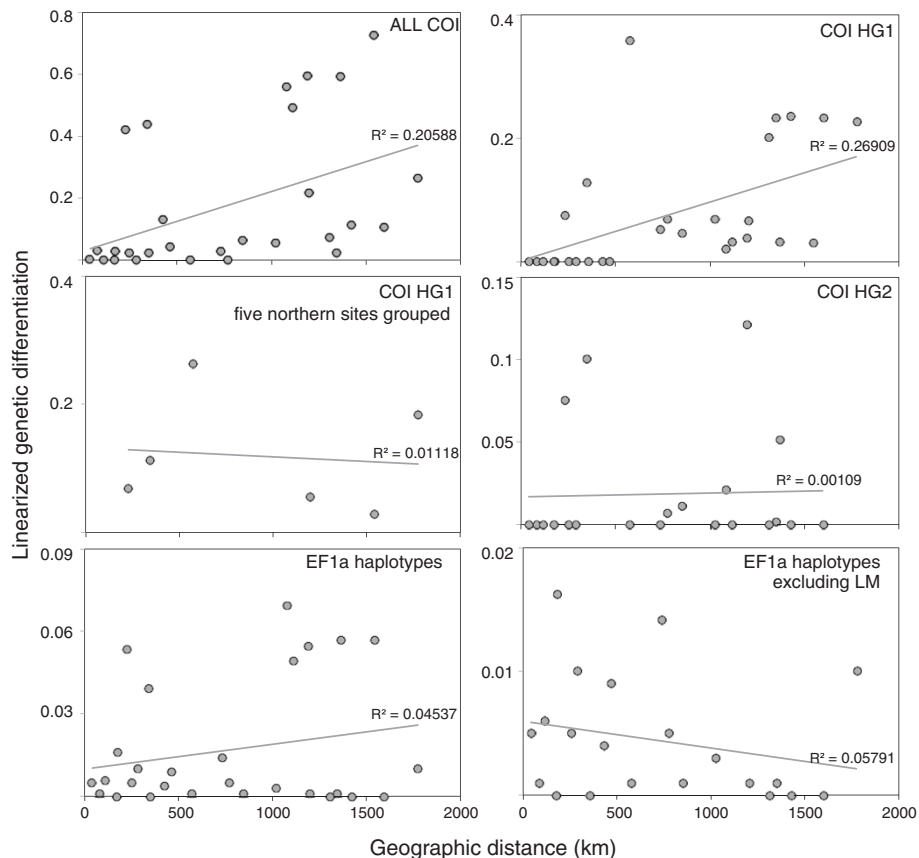 Linearized genetic differentiation
ALL COI
0.8
0.6
0.4
0.2
R² = 0.20588
COI HG1
0.4
0.2
R² = 0.26909
COI HG1
five northern sites grouped
0.4
0.2
R² = 0.01118
COI HG2
0.15
0.1
0.05
0
R² = 0.00109
EF1a haplotypes
0.09
0.06
0.03
R² = 0.04537
0
500
1000
1500
2000
EF1a haplotypes
excluding LM
0.02
0.01
0
R² = 0.05791
0
500
1000
1500
2000
Geographic distance (km)